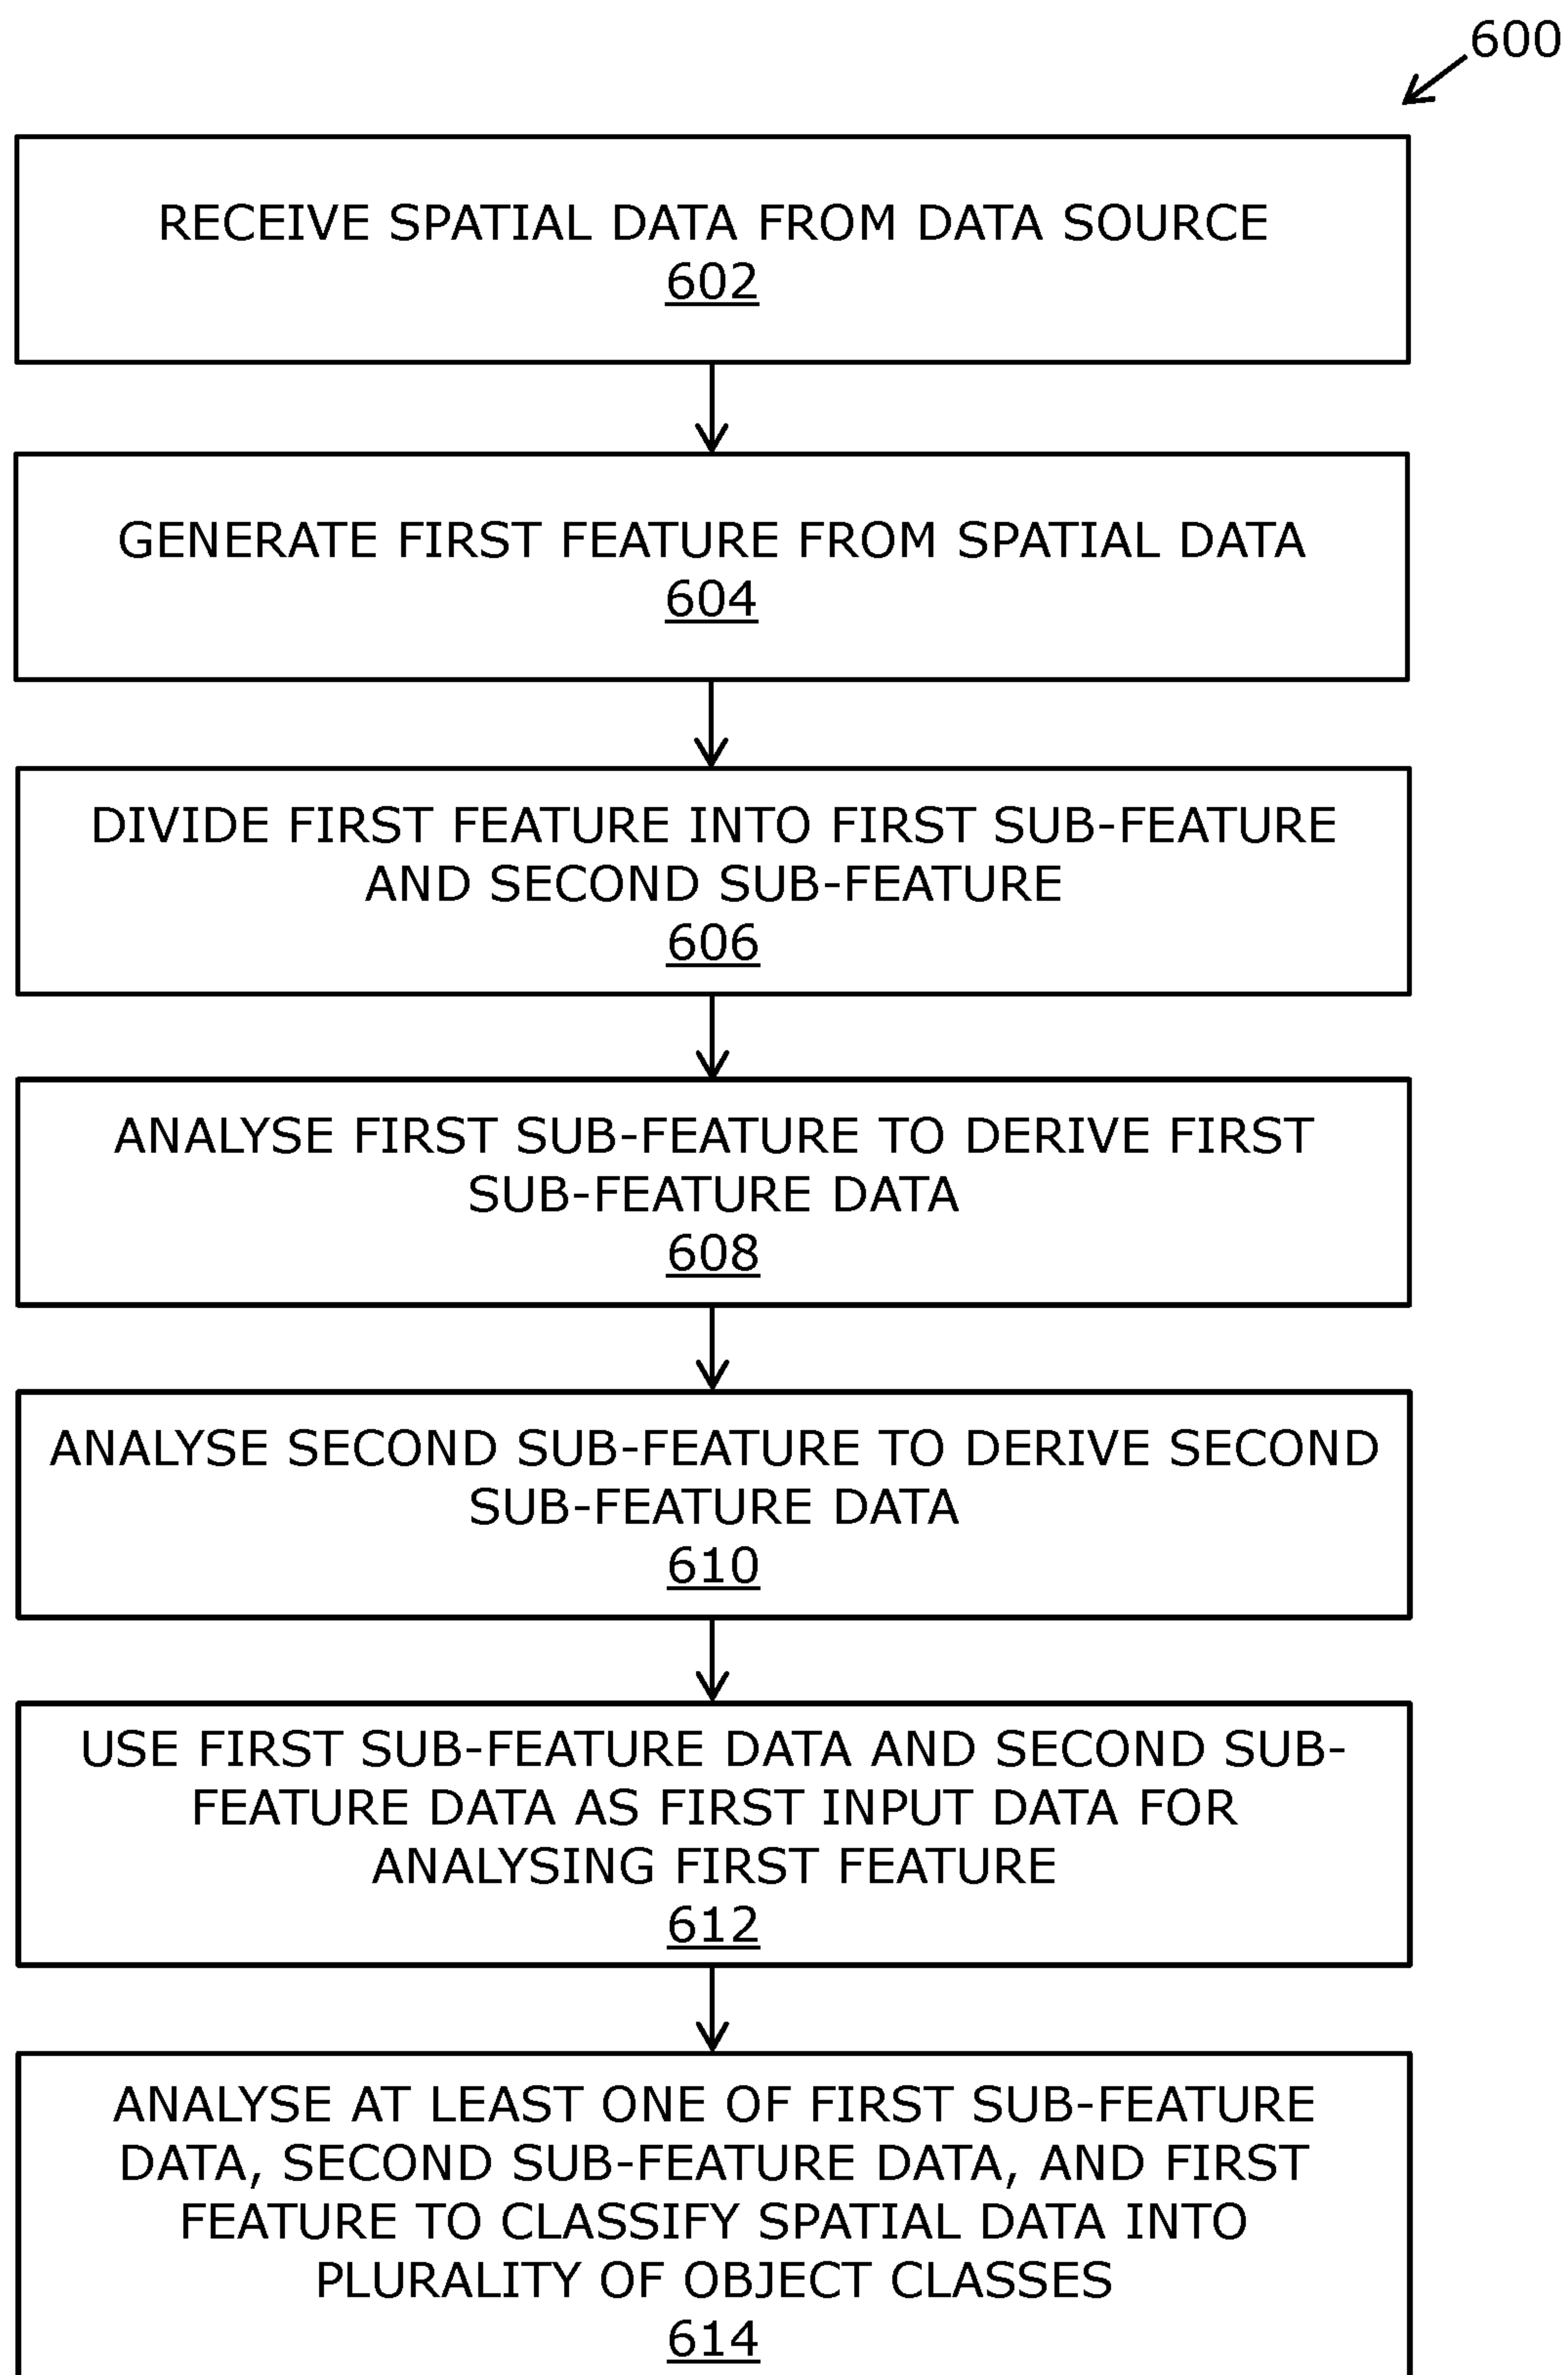 600
RECEIVE SPATIAL DATA FROM DATA SOURCE
602
GENERATE FIRST FEATURE FROM SPATIAL DATA
604
DIVIDE FIRST FEATURE INTO FIRST SUB-FEATURE
AND SECOND SUB-FEATURE
606
ANALYSE FIRST SUB-FEATURE TO DERIVE FIRST
SUB-FEATURE DATA
608
ANALYSE SECOND SUB-FEATURE TO DERIVE SECOND
SUB-FEATURE DATA
610
USE FIRST SUB-FEATURE DATA AND SECOND SUB-
FEATURE DATA AS FIRST INPUT DATA FOR
ANALYSING FIRST FEATURE
612
ANALYSE AT LEAST ONE OF FIRST SUB-FEATURE
DATA, SECOND SUB-FEATURE DATA, AND FIRST
FEATURE TO CLASSIFY SPATIAL DATA INTO
PLURALITY OF OBJECT CLASSES
614